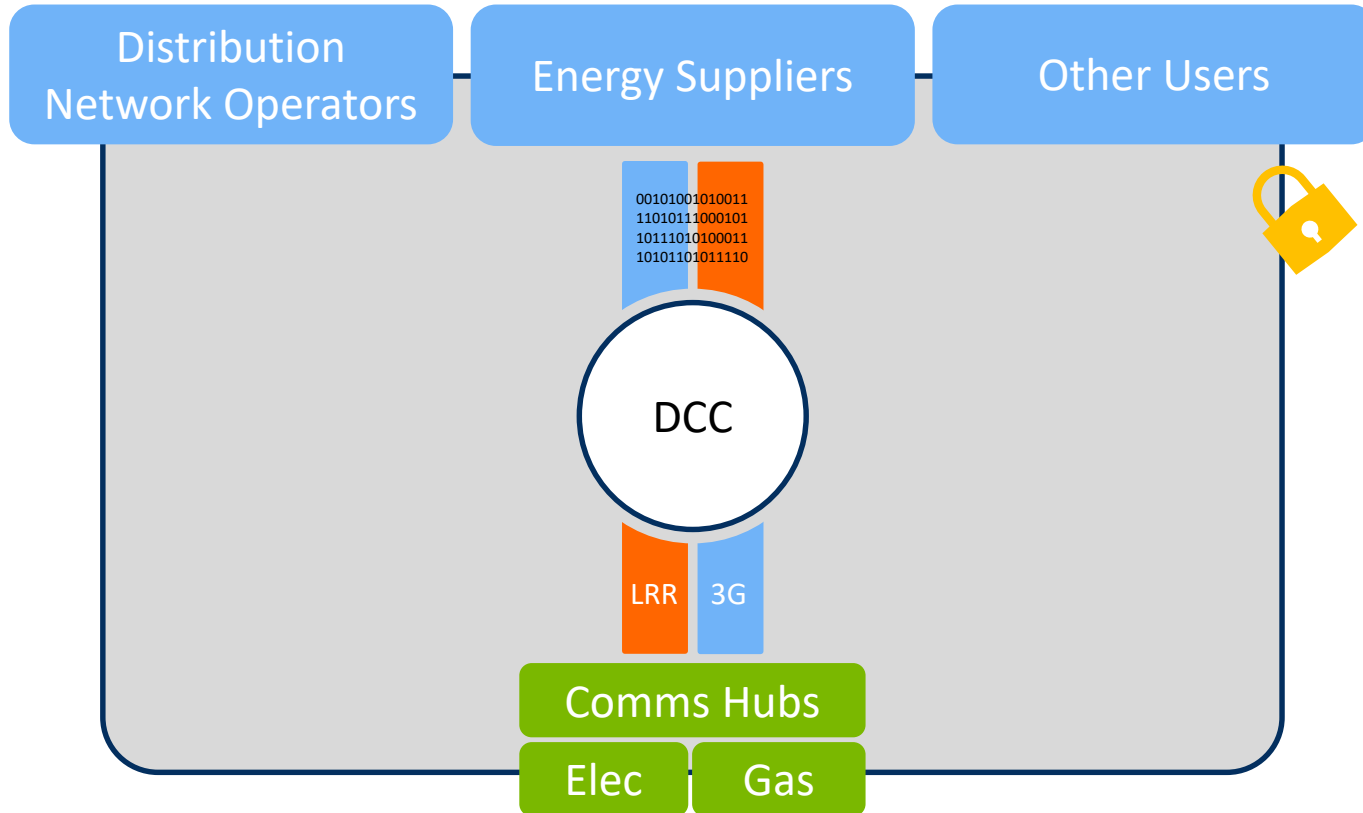 Distribution
Network Operators
Energy Suppliers
Other Users
00101001010011
11010111000101
10111010100011
10101101011110
DCC
LRR
3G
Comms Hubs
Elec
Gas